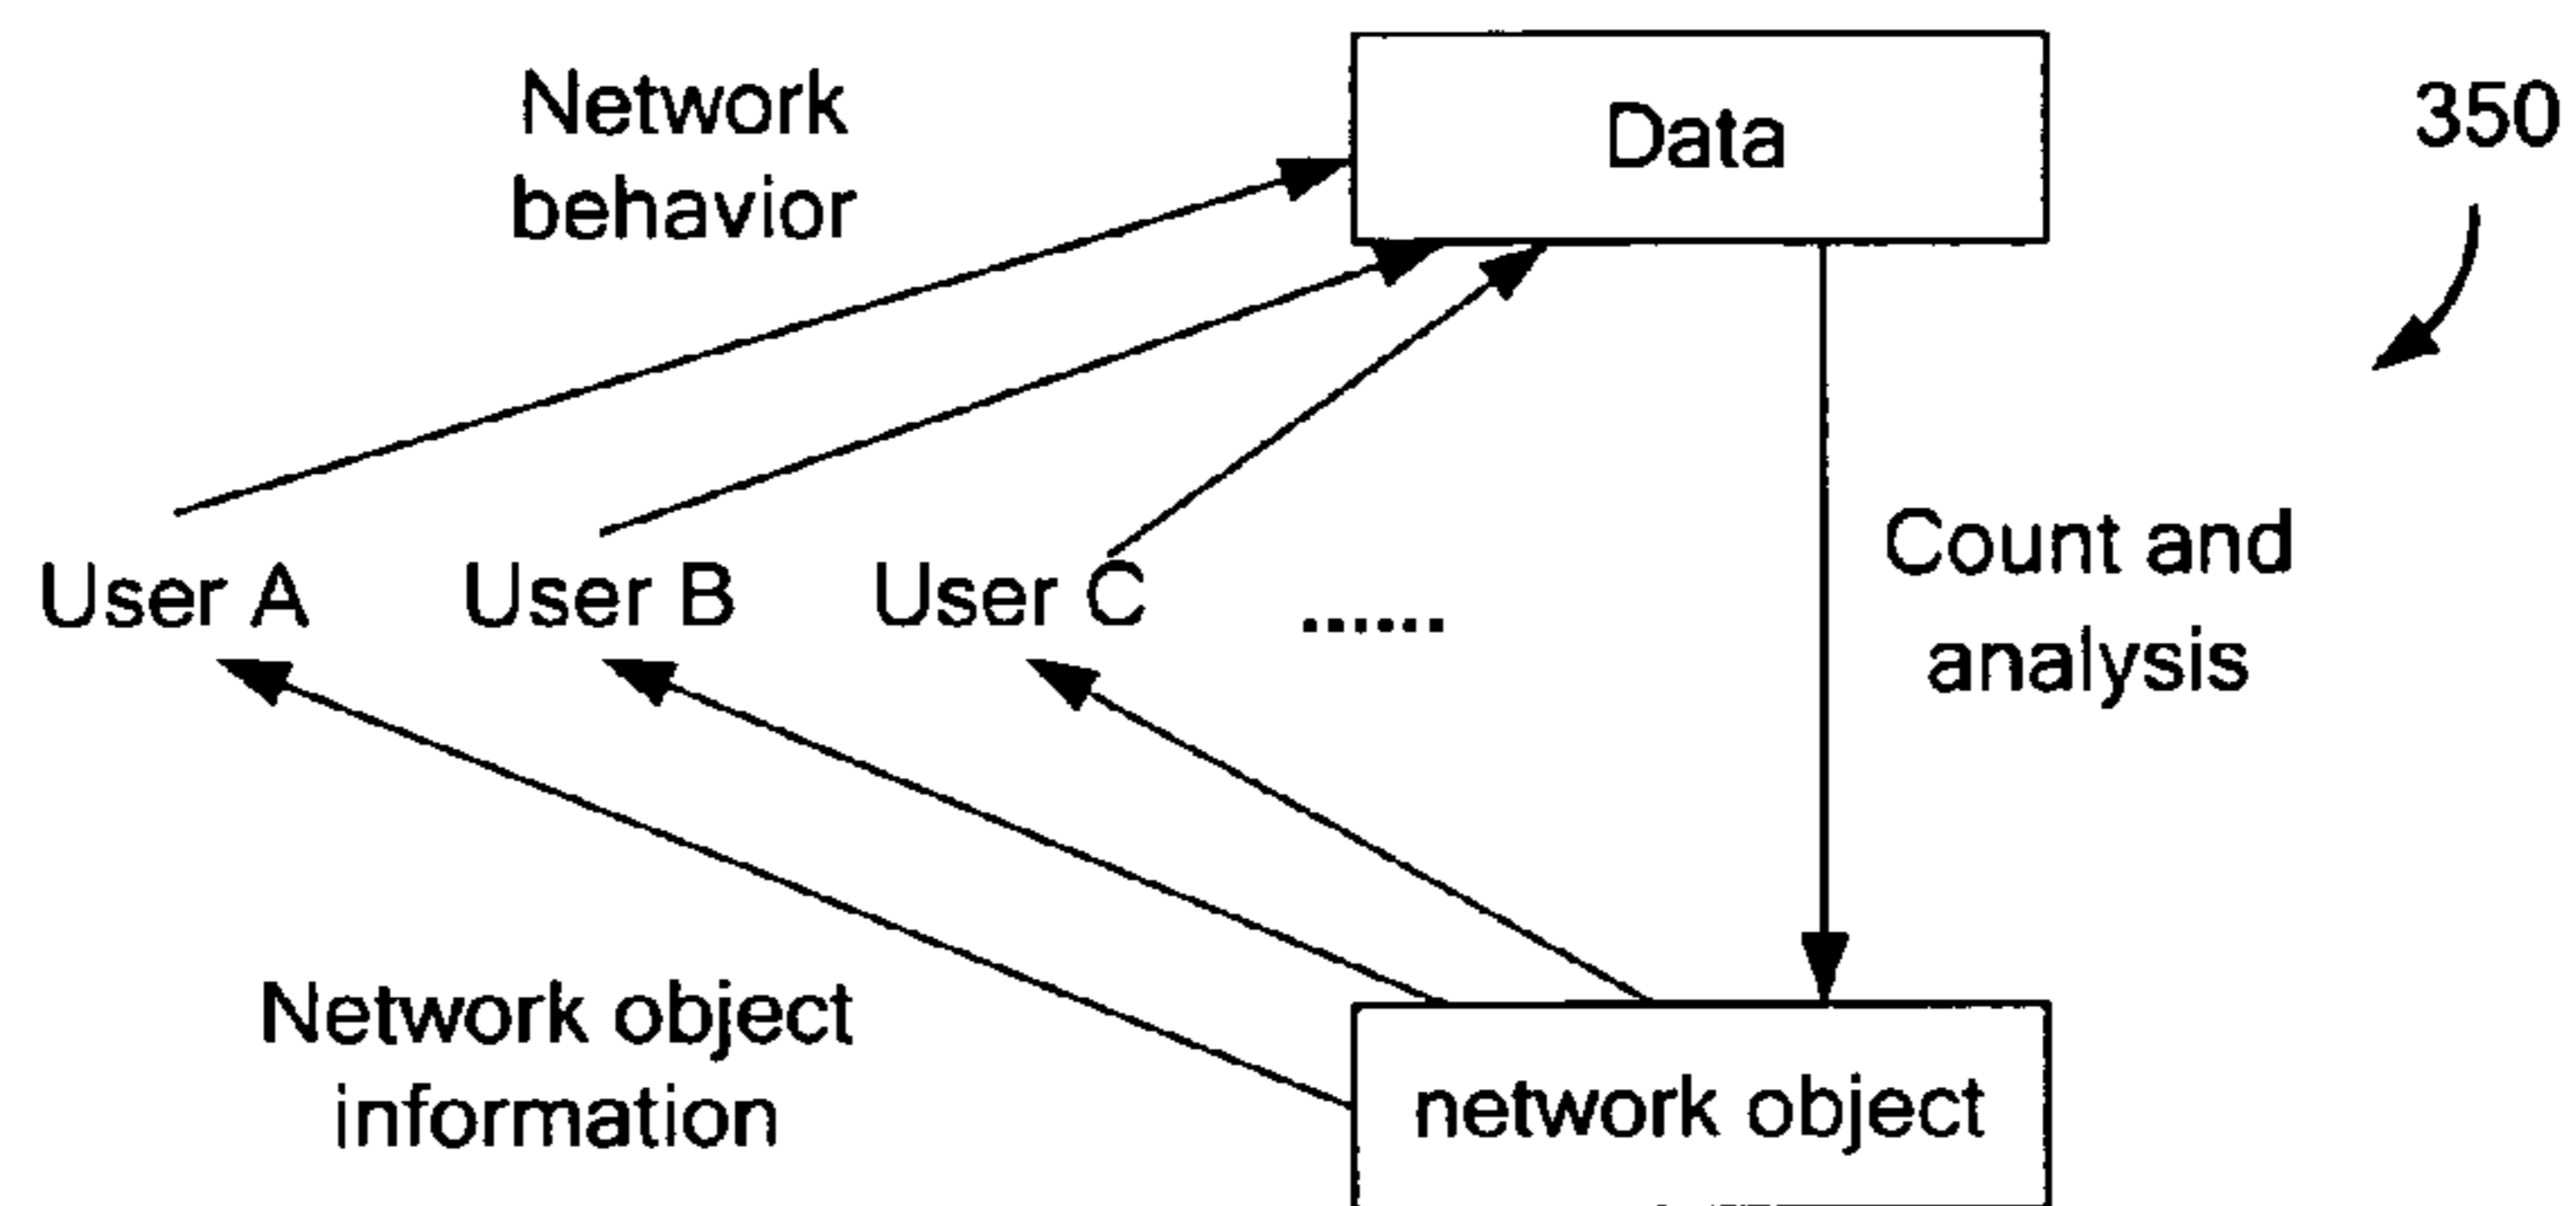 Network
behavior
Data
350
User A
User B
User C
......
Count and
analysis
Network object
information
network object